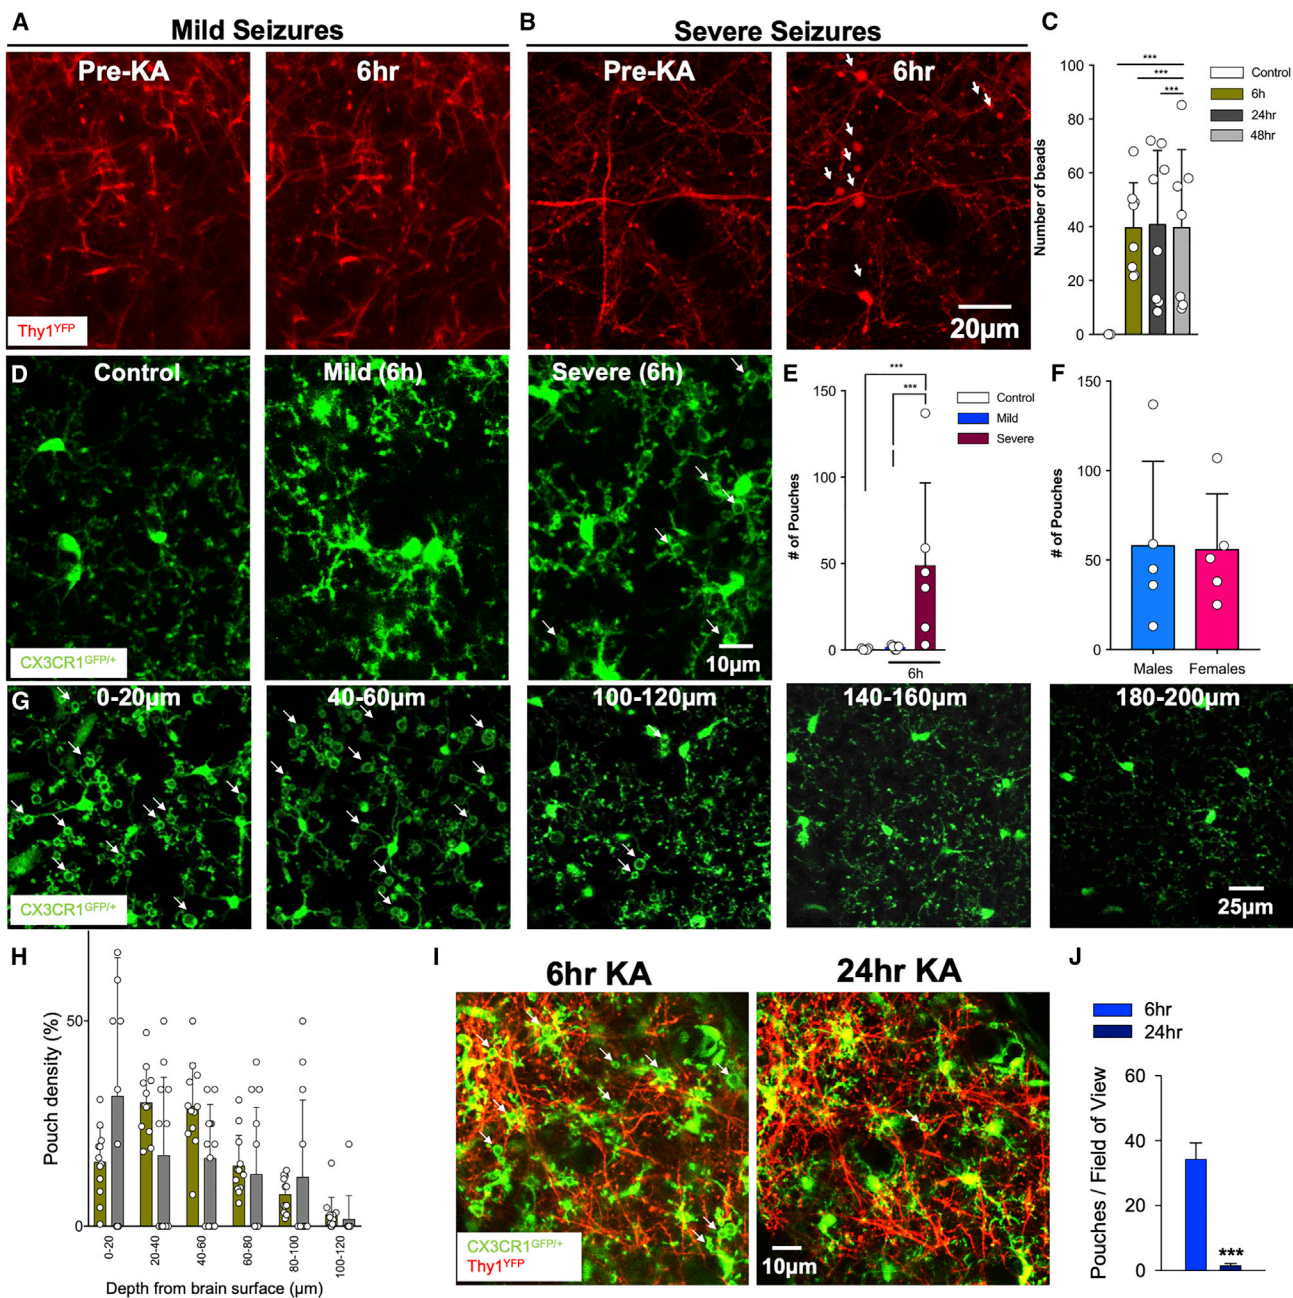 A
Mild Seizures
Pre-KA
6hr
Thy1YFP
B
Severe Seizures
Pre-KA
6hr
20µm
C
***
***
***
Number of beads
100
80
60
40
20
0
Control
6h
24hr
48hr
D
Control
Mild (6h)
Severe (6h)
CX3CR1GFP/+
10µm
E
***
***
# of Pouches
150
100
50
0
6h
Control
Mild
Severe
F
# of Pouches
150
100
50
0
Males
Females
G
0-20µm
40-60µm
100-120µm
140-160µm
180-200µm
CX3CR1GFP/+
25µm
H
Pouch density (%)
50
0
0-20
20-40
40-60
60-80
80-100
100-120
Depth from brain surface (µm)
I
6hr KA
24hr KA
CX3CR1GFP/+
Thy1YFP
10µm
J
6hr
24hr
Pouches / Field of View
60
40
20
0
***